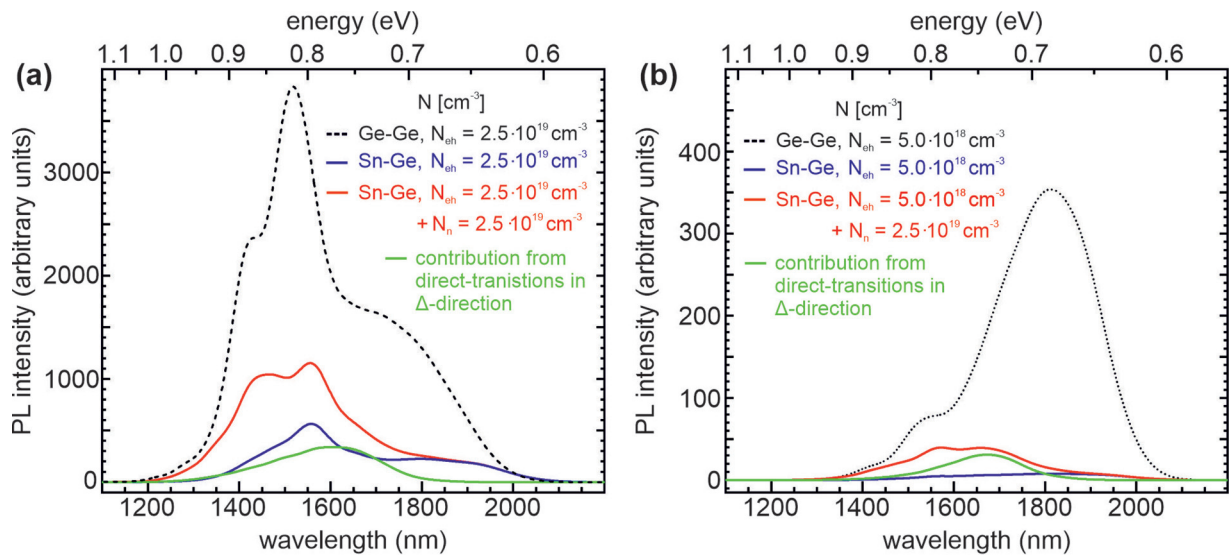 energy (eV)
1.1 1.0 0.9 0.8 0.7 0.6
(a)
N [cm⁻³]
Ge-Ge, Neh = 2.5·10¹⁹ cm⁻³
Sn-Ge, Neh = 2.5·10¹⁹ cm⁻³
Sn-Ge, Neh = 2.5·10¹⁹ cm⁻³
+ Nn = 2.5·10¹⁹ cm⁻³
contribution from
direct-tranistions in
Δ-direction
PL intensity (arbitrary units)
3000
2000
1000
0
1200 1400 1600 1800 2000
wavelength (nm)
energy (eV)
1.1 1.0 0.9 0.8 0.7 0.6
(b)
N [cm⁻³]
Ge-Ge, Neh = 5.0·10¹⁸ cm⁻³
Sn-Ge, Neh = 5.0·10¹⁸ cm⁻³
Sn-Ge, Neh = 5.0·10¹⁸ cm⁻³
+ Nn = 2.5·10¹⁹ cm⁻³
contribution from
direct-transitions in
Δ-direction
PL intensity (arbitrary units)
400
300
200
100
0
1200 1400 1600 1800 2000
wavelength (nm)